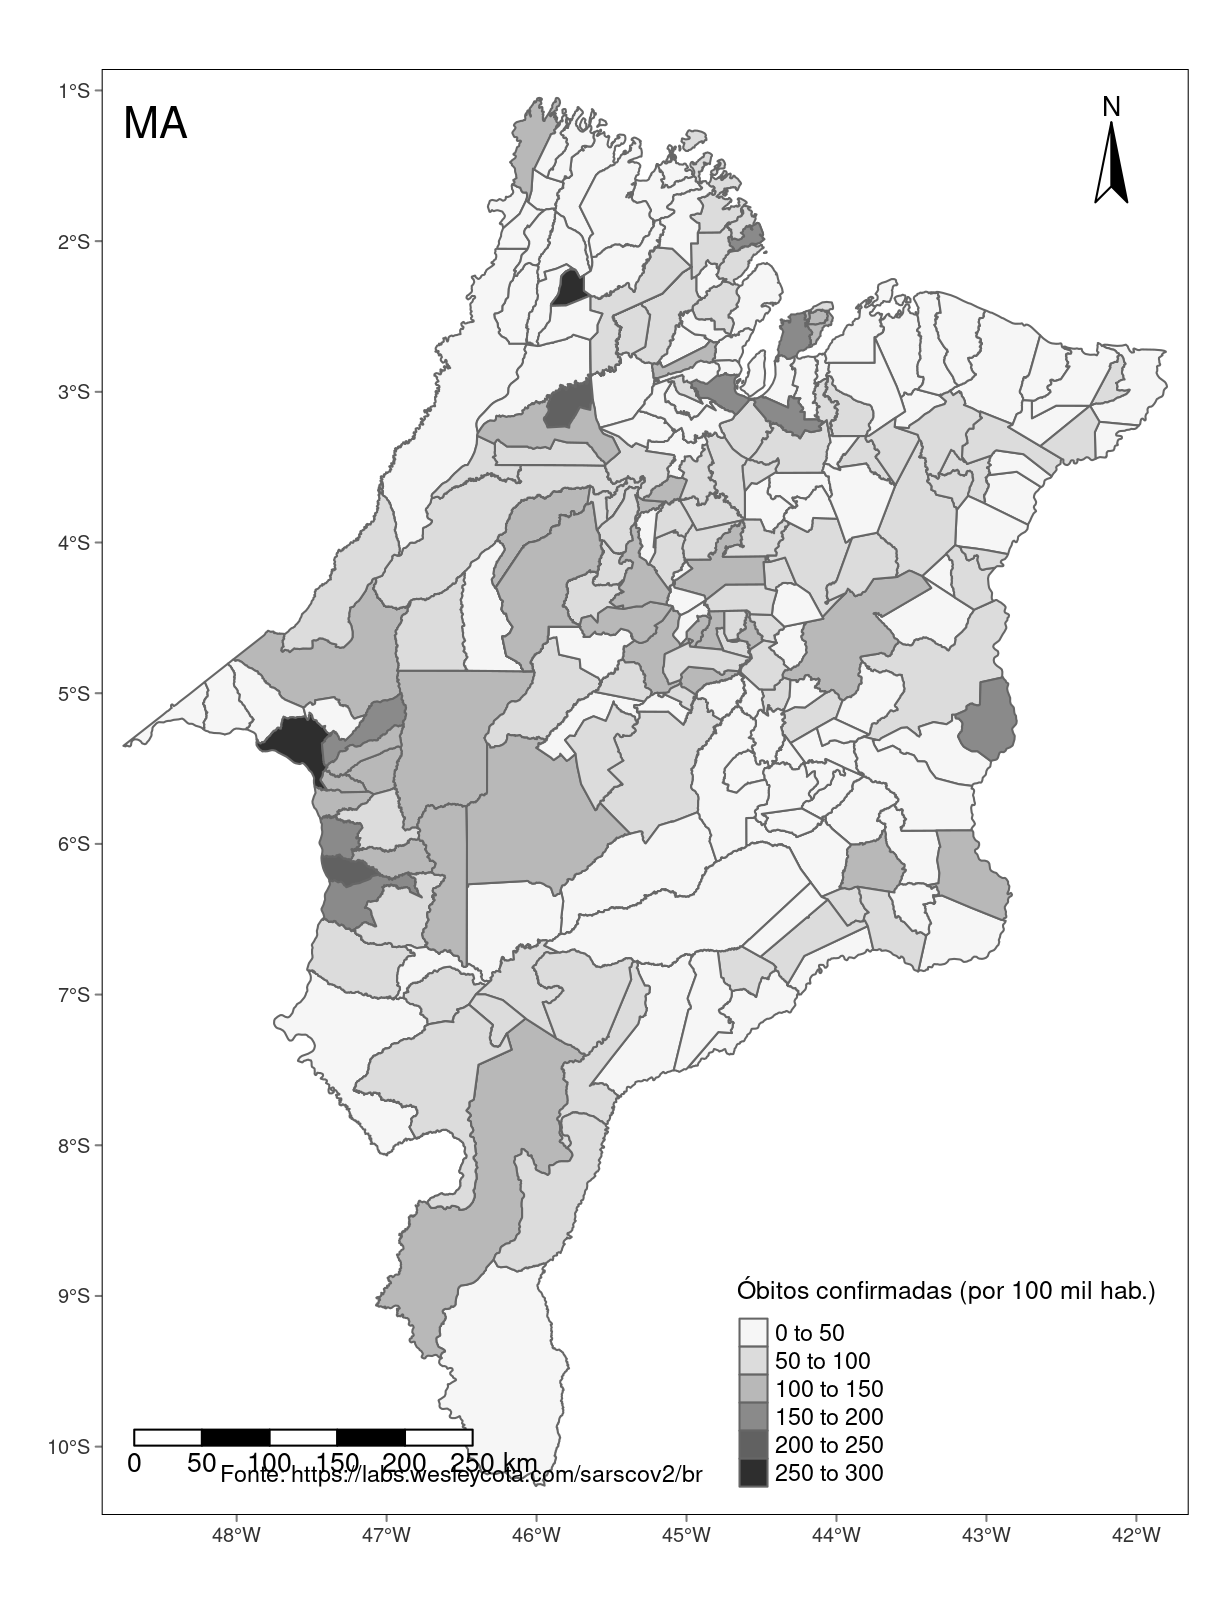 1°S
MA
N
2°S
3°S
4°S
5°S
6°S
7°S
8°S
9°S
10°S
Óbitos confirmadas (por 100 mil hab.)
0 to 50
50 to 100
100 to 150
150 to 200
200 to 250
250 to 300
0 50 100 150 200 250 km
Fonte: https://labs.wesleycota.com/sarscov2/br
48°W 47°W 46°W 45°W 44°W 43°W 42°W